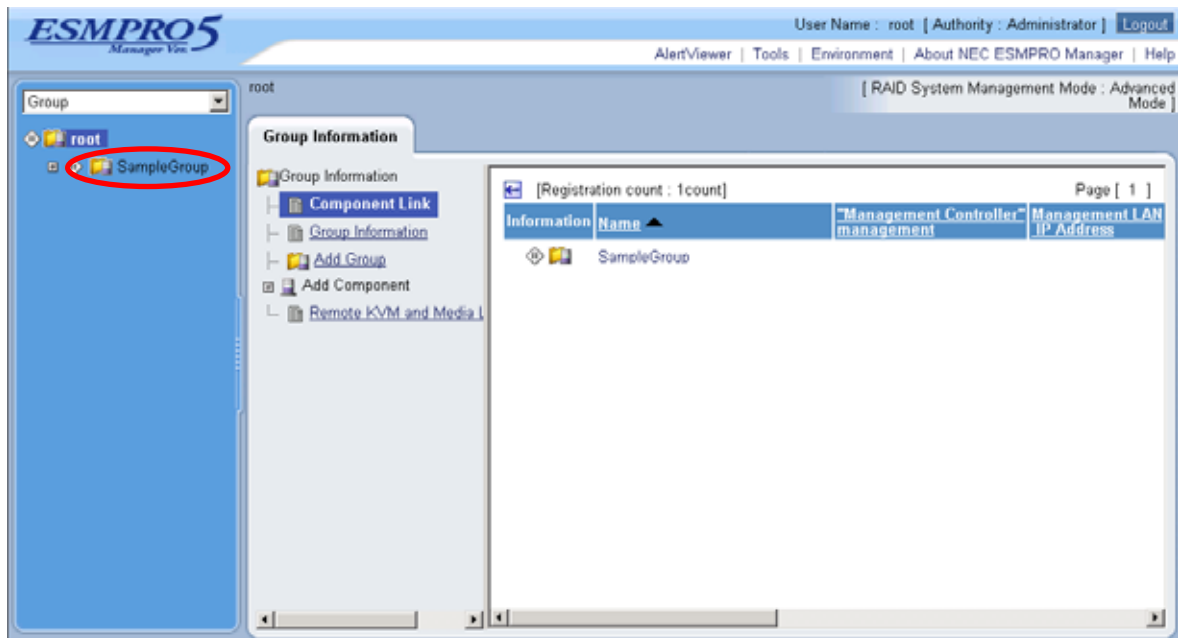 ESMPRO5
Manager Ver.
User Name : root [ Authority : Administrator ] Logout
AlertViewer | Tools | Environment | About NEC ESMPRO Manager | Help
Group
root
SampleGroup
root
[ RAID System Management Mode : Advanced
Mode ]
Group Information
Group Information
Component Link
Group Information
Add Group
Add Component
Remote KVM and Media L
[Registration count : 1count]
Page [ 1 ]
Information
Name
"Management Controller"
management
Management LAN
IP Address
SampleGroup